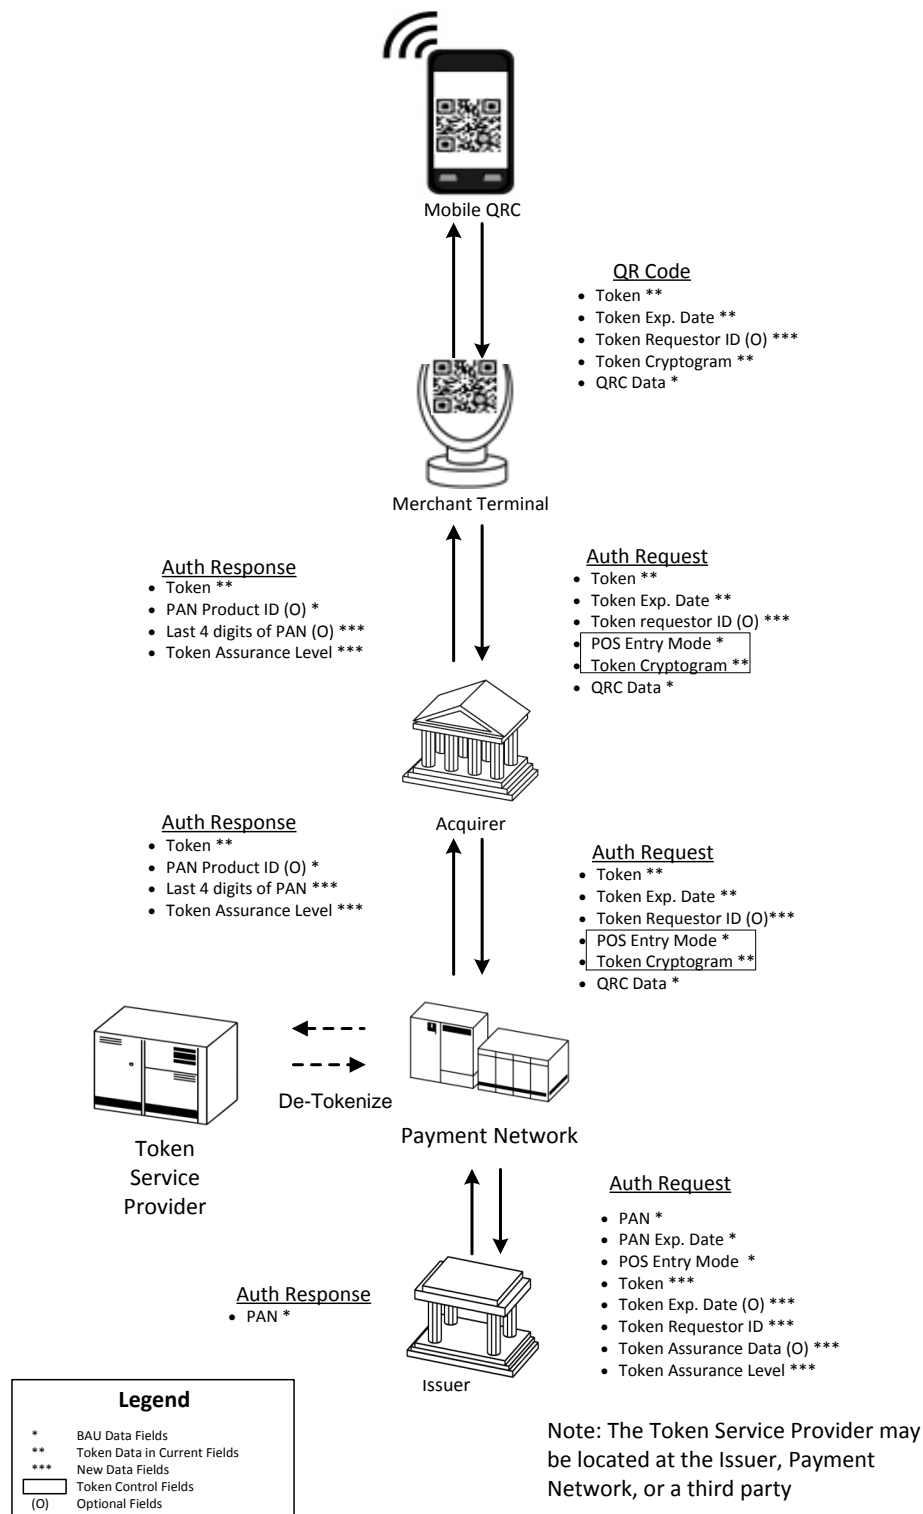 Mobile QRC
QR Code
• Token **
• Token Exp. Date **
• Token Requestor ID (O) ***
• Token Cryptogram **
• QRC Data *
Merchant Terminal
Auth Response
• Token **
• PAN Product ID (O) *
• Last 4 digits of PAN (O) ***
• Token Assurance Level ***
Auth Request
• Token **
• Token Exp. Date **
• Token requestor ID (O) ***
• POS Entry Mode *
• Token Cryptogram **
• QRC Data *
Acquirer
Auth Response
• Token **
• PAN Product ID (O) *
• Last 4 digits of PAN ***
• Token Assurance Level ***
Auth Request
• Token **
• Token Exp. Date **
• Token Requestor ID (O)***
• POS Entry Mode *
• Token Cryptogram **
• QRC Data *
De-Tokenize
Token
Service
Provider
Payment Network
Auth Request
• PAN *
• PAN Exp. Date *
• POS Entry Mode *
• Token ***
• Token Exp. Date (O) ***
• Token Requestor ID ***
• Token Assurance Data (O) ***
• Token Assurance Level ***
Auth Response
• PAN *
Issuer
Legend
* BAU Data Fields
** Token Data in Current Fields
*** New Data Fields
Token Control Fields
(O) Optional Fields
Note: The Token Service Provider may
be located at the Issuer, Payment
Network, or a third party